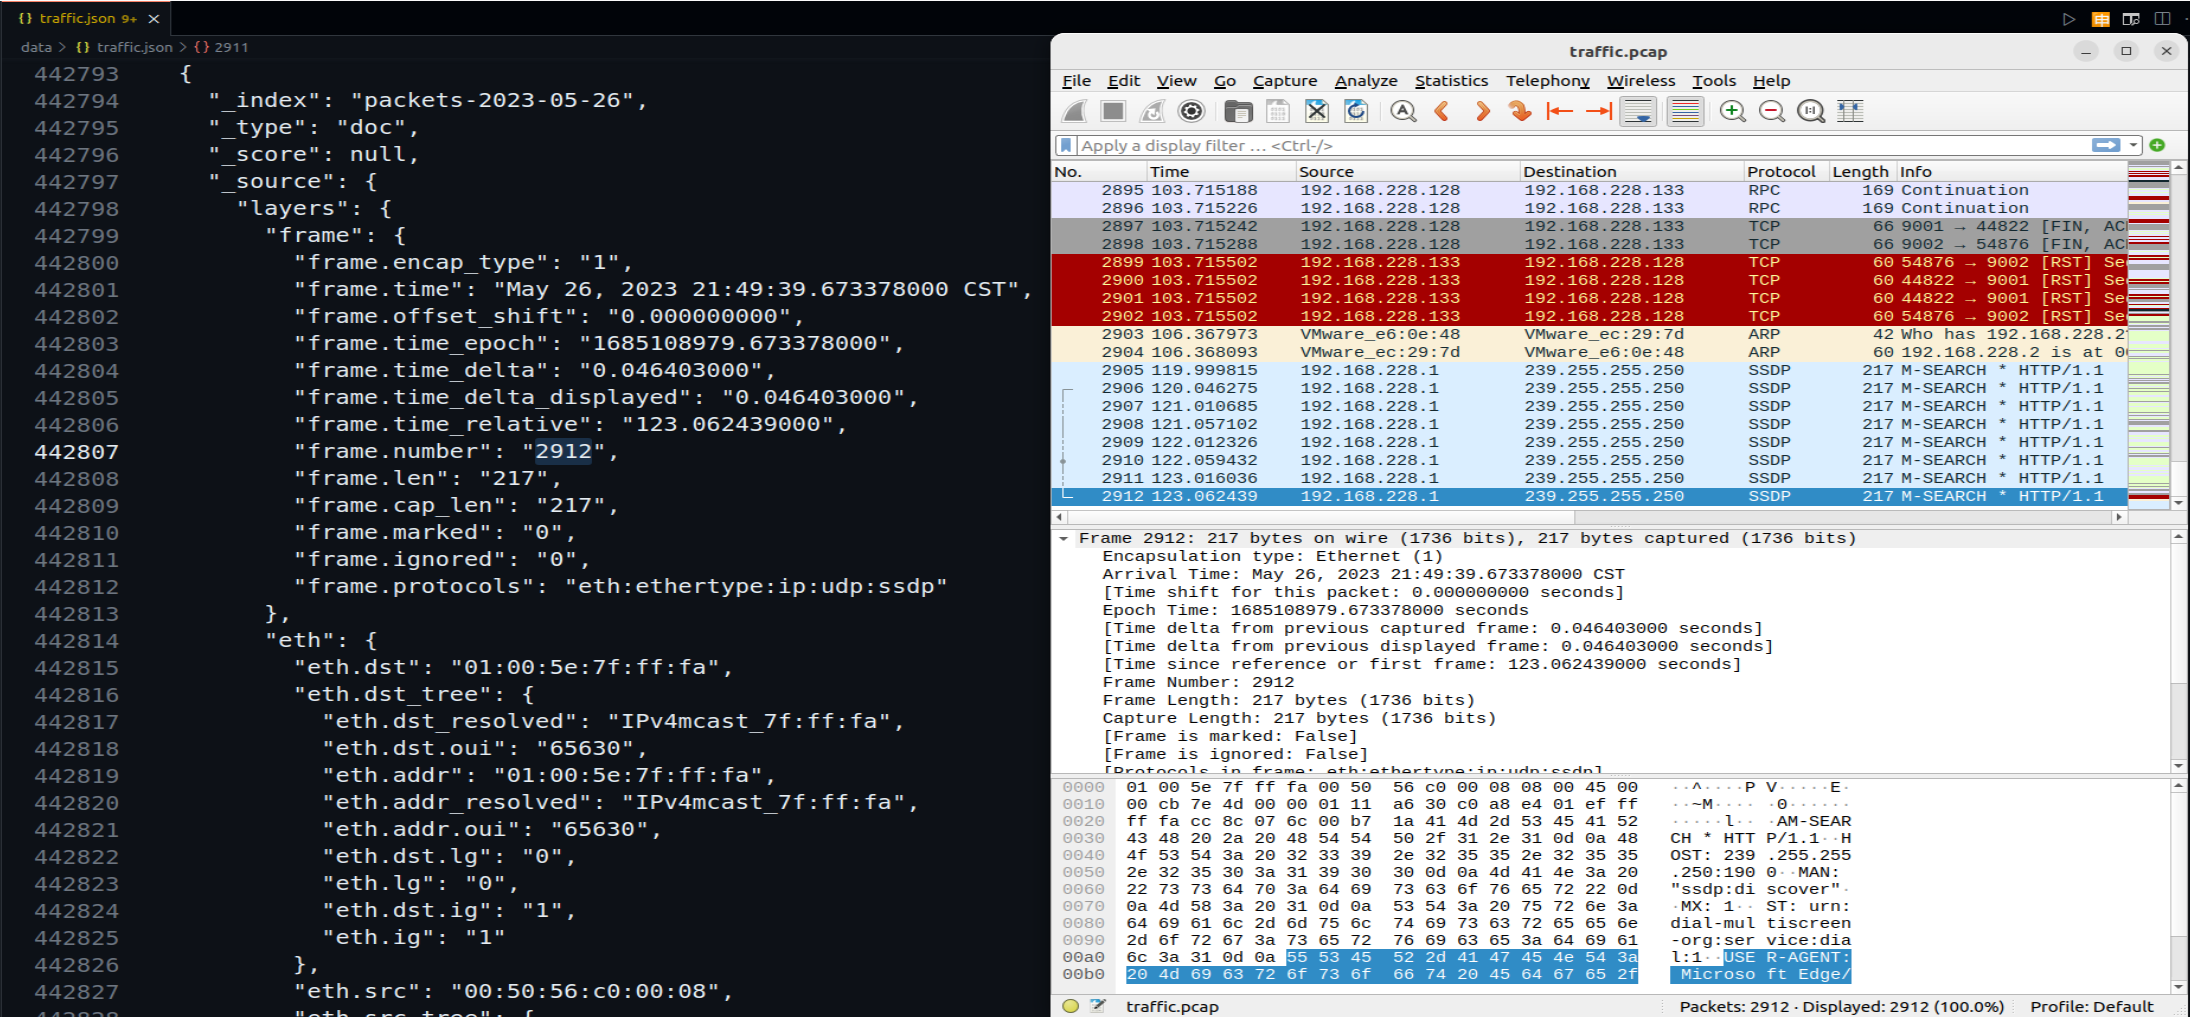 {} traffic.json 9+ ×
data > {} traffic.json > {} 2911
442793 {
442794 "_index": "packets-2023-05-26",
442795 "_type": "doc",
442796 "_score": null,
442797 "_source": {
442798 "layers": {
442799 "frame": {
442800 "frame.encap_type": "1",
442801 "frame.time": "May 26, 2023 21:49:39.673378000 CST",
442802 "frame.offset_shift": "0.000000000",
442803 "frame.time_epoch": "1685108979.673378000",
442804 "frame.time_delta": "0.046403000",
442805 "frame.time_delta_displayed": "0.046403000",
442806 "frame.time_relative": "123.062439000",
442807 "frame.number": "2912",
442808 "frame.len": "217",
442809 "frame.cap_len": "217",
442810 "frame.marked": "0",
442811 "frame.ignored": "0",
442812 "frame.protocols": "eth:ethertype:ip:udp:ssdp"
442813 },
442814 "eth": {
442815 "eth.dst": "01:00:5e:7f:ff:fa",
442816 "eth.dst_tree": {
442817 "eth.dst_resolved": "IPv4mcast_7f:ff:fa",
442818 "eth.dst.oui": "65630",
442819 "eth.addr": "01:00:5e:7f:ff:fa",
442820 "eth.addr_resolved": "IPv4mcast_7f:ff:fa",
442821 "eth.addr.oui": "65630",
442822 "eth.dst.lg": "0",
442823 "eth.lg": "0",
442824 "eth.dst.ig": "1",
442825 "eth.ig": "1"
442826 },
442827 "eth.src": "00:50:56:c0:00:08",
442828 "eth.src_tree": {
traffic.pcap
File Edit View Go Capture Analyze Statistics Telephony Wireless Tools Help
Apply a display filter … <Ctrl-/>
No. Time Source Destination Protocol Length Info
2895 103.715188 192.168.228.128 192.168.228.133 RPC 169 Continuation
2896 103.715226 192.168.228.128 192.168.228.133 RPC 169 Continuation
2897 103.715242 192.168.228.128 192.168.228.133 TCP 66 9001 → 44822 [FIN, AC
2898 103.715288 192.168.228.128 192.168.228.133 TCP 66 9002 → 54876 [FIN, AC
2899 103.715502 192.168.228.133 192.168.228.128 TCP 60 54876 → 9002 [RST] Se
2900 103.715502 192.168.228.133 192.168.228.128 TCP 60 44822 → 9001 [RST] Se
2901 103.715502 192.168.228.133 192.168.228.128 TCP 60 44822 → 9001 [RST] Se
2902 103.715502 192.168.228.133 192.168.228.128 TCP 60 54876 → 9002 [RST] Se
2903 106.367973 VMware_e6:0e:48 VMware_ec:29:7d ARP 42 Who has 192.168.228.2
2904 106.368093 VMware_ec:29:7d VMware_e6:0e:48 ARP 60 192.168.228.2 is at 0
2905 119.999815 192.168.228.1 239.255.255.250 SSDP 217 M-SEARCH * HTTP/1.1
2906 120.046275 192.168.228.1 239.255.255.250 SSDP 217 M-SEARCH * HTTP/1.1
2907 121.010685 192.168.228.1 239.255.255.250 SSDP 217 M-SEARCH * HTTP/1.1
2908 121.057102 192.168.228.1 239.255.255.250 SSDP 217 M-SEARCH * HTTP/1.1
2909 122.012326 192.168.228.1 239.255.255.250 SSDP 217 M-SEARCH * HTTP/1.1
2910 122.059432 192.168.228.1 239.255.255.250 SSDP 217 M-SEARCH * HTTP/1.1
2911 123.016036 192.168.228.1 239.255.255.250 SSDP 217 M-SEARCH * HTTP/1.1
2912 123.062439 192.168.228.1 239.255.255.250 SSDP 217 M-SEARCH * HTTP/1.1
Frame 2912: 217 bytes on wire (1736 bits), 217 bytes captured (1736 bits)
Encapsulation type: Ethernet (1)
Arrival Time: May 26, 2023 21:49:39.673378000 CST
[Time shift for this packet: 0.000000000 seconds]
Epoch Time: 1685108979.673378000 seconds
[Time delta from previous captured frame: 0.046403000 seconds]
[Time delta from previous displayed frame: 0.046403000 seconds]
[Time since reference or first frame: 123.062439000 seconds]
Frame Number: 2912
Frame Length: 217 bytes (1736 bits)
Capture Length: 217 bytes (1736 bits)
[Frame is marked: False]
[Frame is ignored: False]
[Protocols in frame: eth:ethertype:ip:udp:ssdp]
0000 01 00 5e 7f ff fa 00 50 56 c0 00 08 08 00 45 00 ··^····P V·····E·
0010 00 cb 7e 4d 00 00 01 11 a6 30 c0 a8 e4 01 ef ff ··~M···· ·0······
0020 ff fa cc 8c 07 6c 00 b7 1a 41 4d 2d 53 45 41 52 ·····l·· ·AM-SEAR
0030 43 48 20 2a 20 48 54 54 50 2f 31 2e 31 0d 0a 48 CH * HTT P/1.1··H
0040 4f 53 54 3a 20 32 33 39 2e 32 35 35 2e 32 35 35 OST: 239 .255.255
0050 2e 32 35 30 3a 31 39 30 30 0d 0a 4d 41 4e 3a 20 .250:190 0··MAN:
0060 22 73 73 64 70 3a 64 69 73 63 6f 76 65 72 22 0d "ssdp:di scover"·
0070 0a 4d 58 3a 20 31 0d 0a 53 54 3a 20 75 72 6e 3a ·MX: 1·· ST: urn:
0080 64 69 61 6c 2d 6d 75 6c 74 69 73 63 72 65 65 6e dial-mul tiscreen
0090 2d 6f 72 67 3a 73 65 72 76 69 63 65 3a 64 69 61 -org:ser vice:dia
00a0 6c 3a 31 0d 0a 55 53 45 52 2d 41 47 45 4e 54 3a l:1··USE R-AGENT:
00b0 20 4d 69 63 72 6f 73 6f 66 74 20 45 64 67 65 2f Microso ft Edge/
traffic.pcap Packets: 2912 · Displayed: 2912 (100.0%) Profile: Default